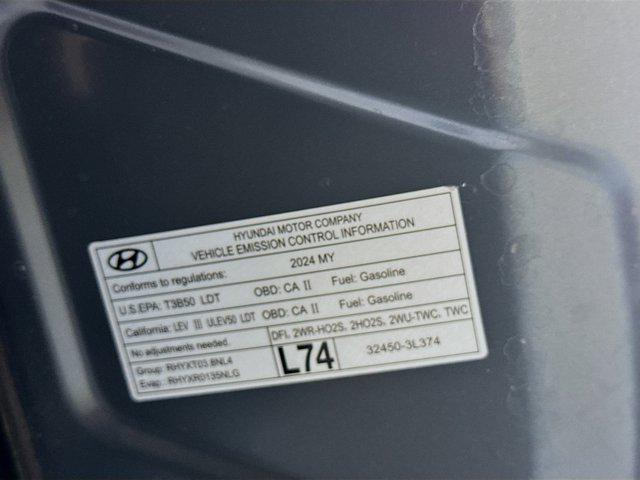 HYUNDAI MOTOR COMPANY
VEHICLE EMISSION CONTROL INFORMATION
Conforms to regulations: 2024 MY
U.S.EPA: T3B50 LDT OBD: CA II Fuel: Gasoline
California: LEV III ULEV50 LDT OBD: CA II Fuel: Gasoline
No adjustments needed. DFI, 2WR-HO2S, 2HO2S, 2WU-TWC, TWC
Group: RHYXT03.8NL4
Evap: RHYXR0135NLG
L74
32450-3L374